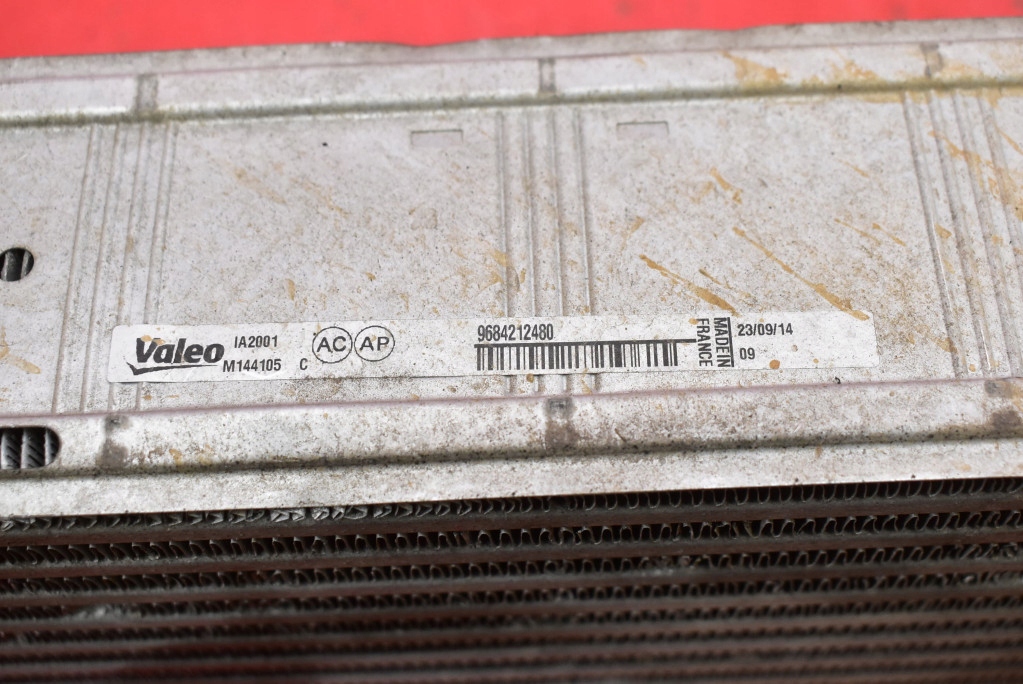 Valeo
IA2001
M144105 C
AC AP
9684212480
MADE IN
FRANCE
23/09/14
09